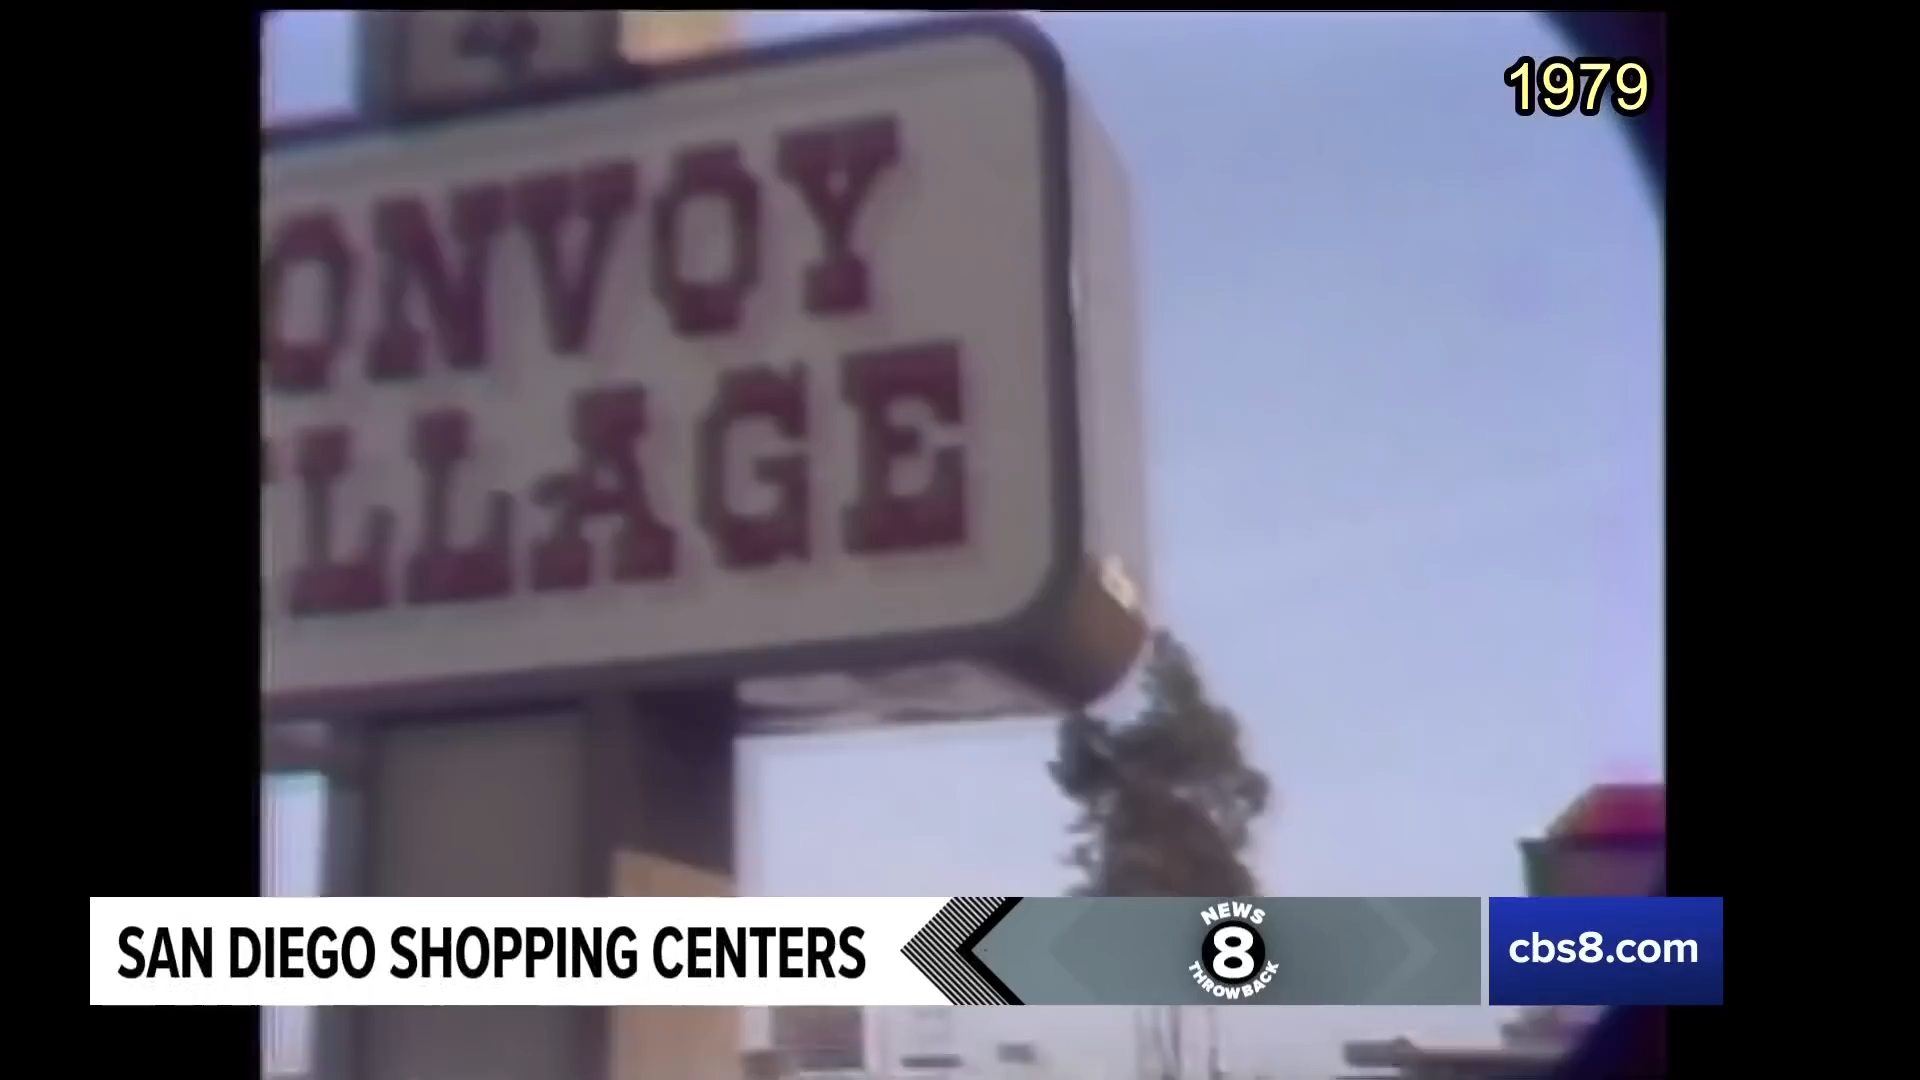 1979
ONVOY
LLAGE
SAN DIEGO SHOPPING CENTERS
NEWS
8
THROWBACK
cbs8.com